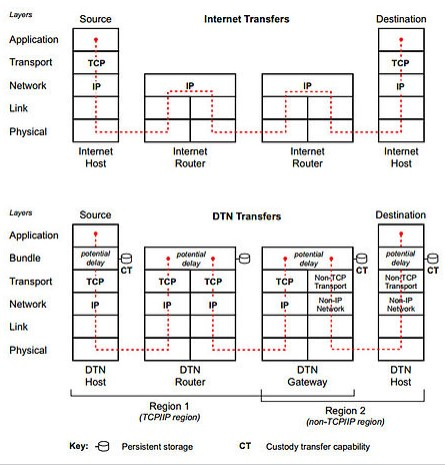 Layers Source Internet Transfers Destination
Application
Transport TCP TCP
Network IP IP IP IP
Link
Physical
Internet Host Internet Router Internet Router Internet Host
Layers Source DTN Transfers Destination
Application
Bundle potential delay potential delay potential delay potential delay
CT CT CT
Transport TCP TCP TCP TCP Non-TCP Transport Non-TCP Transport
Network IP IP IP IP Non-IP Network Non-IP Network
Link
Physical
DTN Host DTN Router DTN Gateway DTN Host
Region 1 Region 2
(TCP/IP region) (non-TCP/IP region)
Key: Persistent storage CT Custody transfer capability